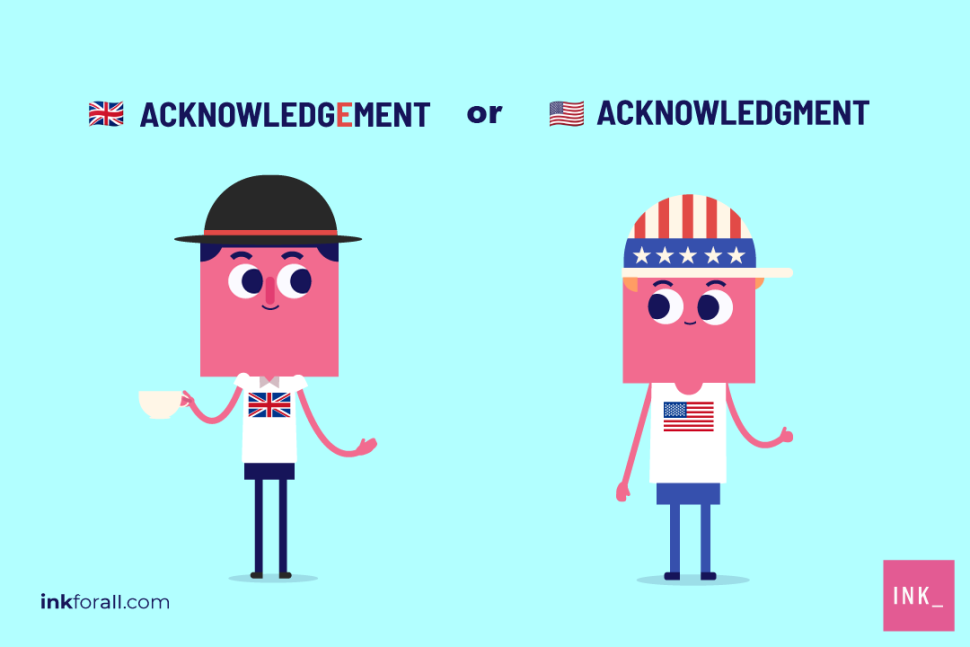 ACKNOWLEDGEMENT or ACKNOWLEDGMENT
inkforall.com
INK_